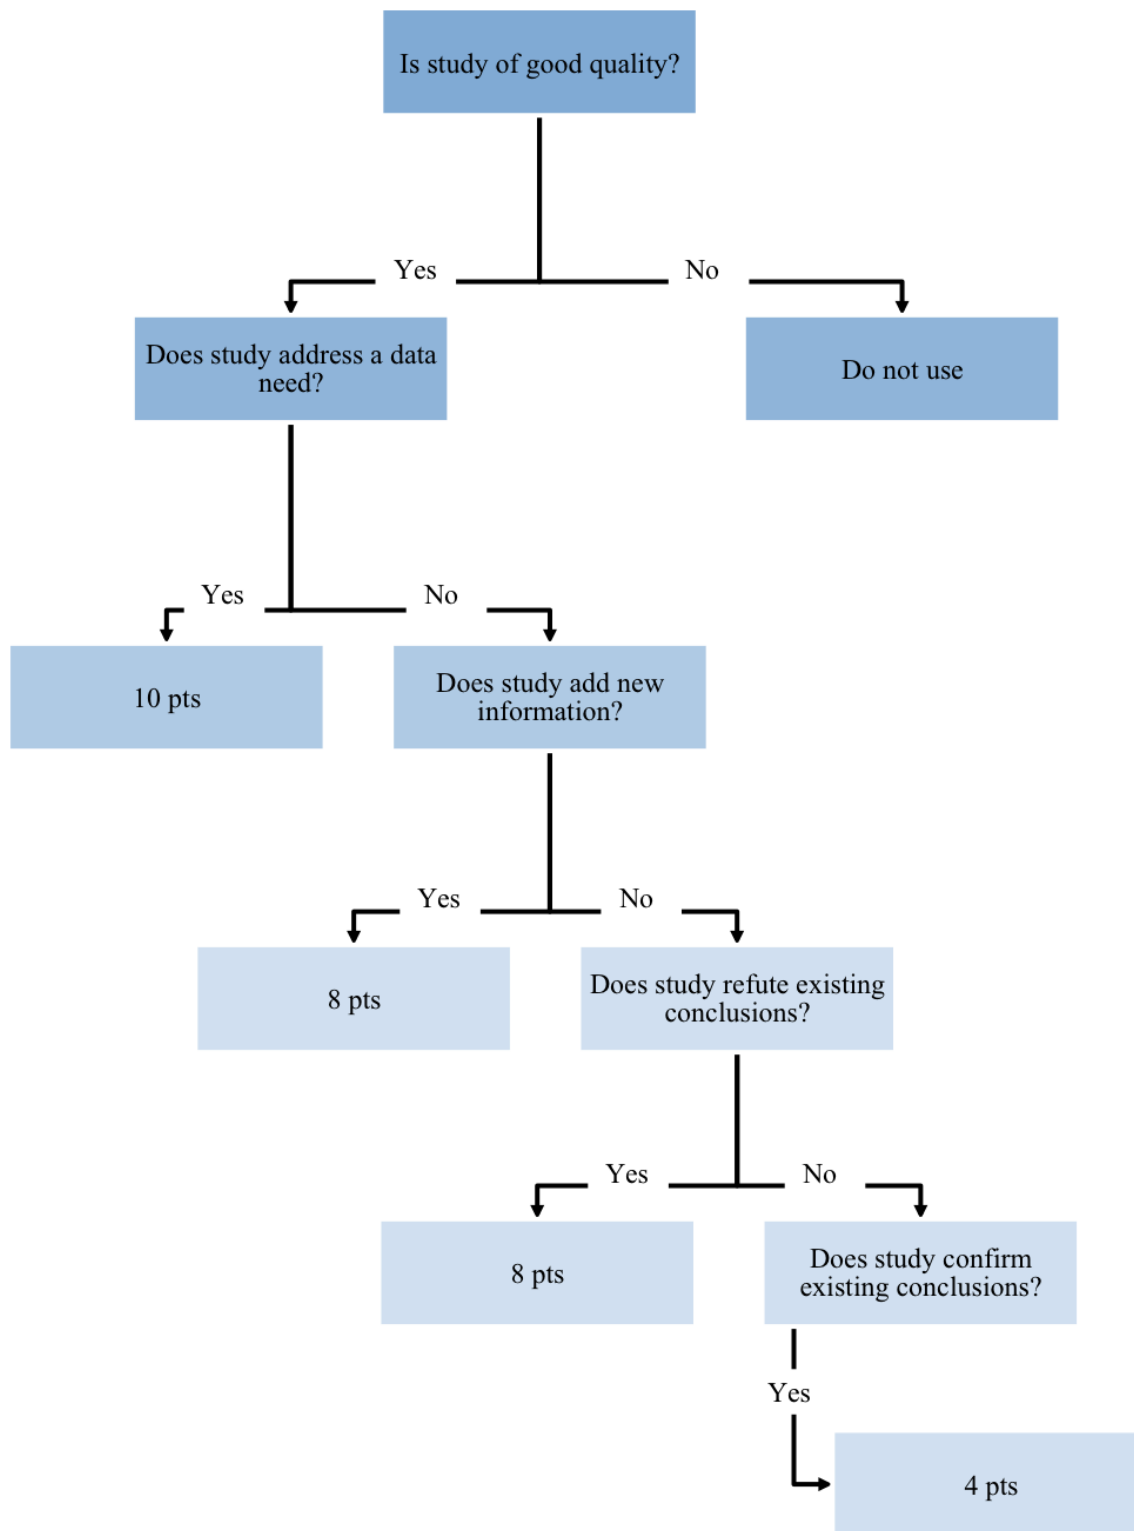 Is study of good quality?
Yes
No
Does study address a data
need?
Do not use
Yes
No
10 pts
Does study add new
information?
Yes
No
8 pts
Does study refute existing
conclusions?
Yes
No
8 pts
Does study confirm
existing conclusions?
Yes
4 pts